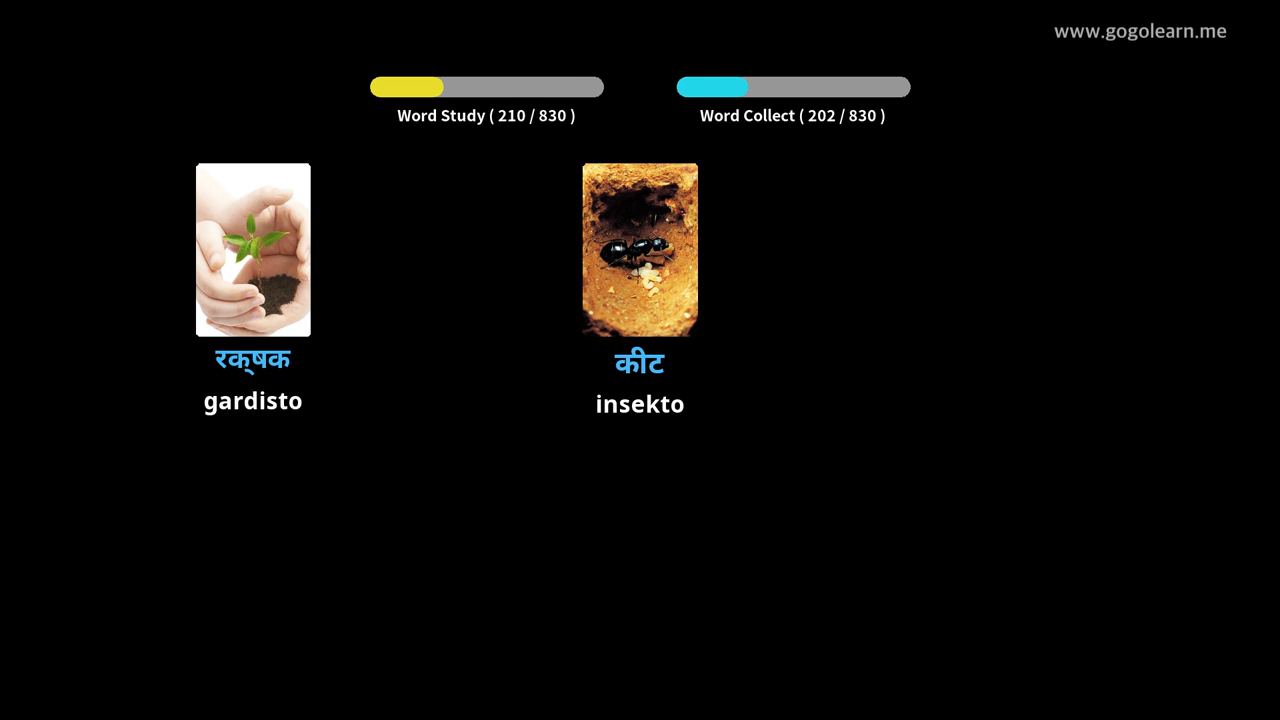 www.gogolearn.me
Word Study ( 210 / 830 )
Word Collect ( 202 / 830 )
रक्षक
gardisto
कीट
insekto